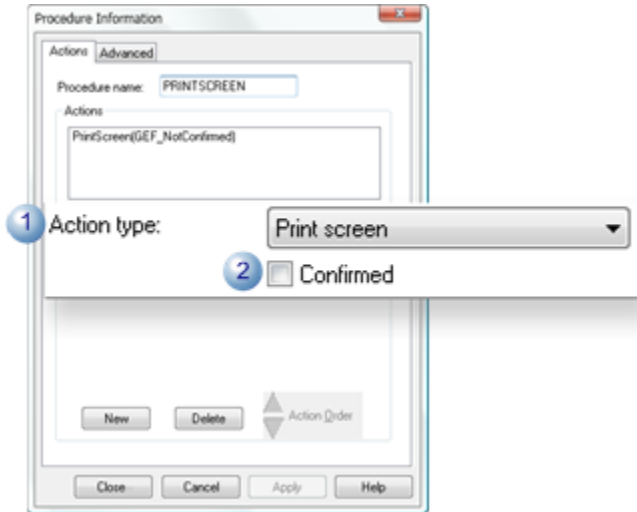 Procedure Information
Actions Advanced
Procedure name: PRINTSCREEN
Actions
PrintScreen(GEF_NotConfirmed)
1 Action type: Print screen
2 Confirmed
New Delete Action Order
Close Cancel Apply Help